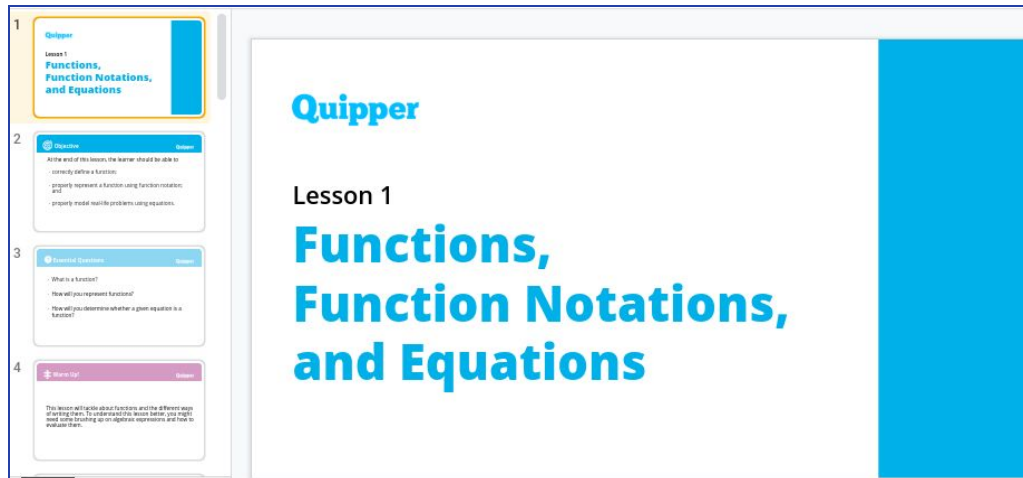 1
Quipper
Lesson 1
Functions,
Function Notations,
and Equations
2
Objective
Quipper
At the end of this lesson, the learner should be able to
- correctly define a function;
- properly represent a function using function notation;
and
- properly model real-life problems using equations.
3
Essential Questions
Quipper
- What is a function?
- How will you represent functions?
- How will you determine whether a given equation is a
function?
4
Warm Up!
Quipper
This lesson will tackle about functions and the different ways
of writing them. To understand this lesson better, you might
need some brushing up on algebraic expressions and how to
evaluate them.
Quipper
Lesson 1
Functions,
Function Notations,
and Equations